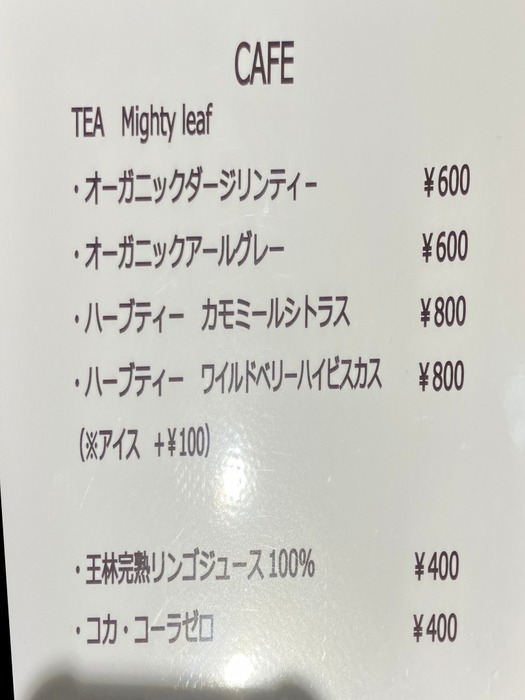 CAFE
TEA Mighty leaf
・オーガニックダージリンティー ¥600
・オーガニックアールグレー ¥600
・ハーブティー カモミールシトラス ¥800
・ハーブティー ワイルドベリーハイビスカス ¥800
(※アイス +¥100)
・王林完熟リンゴジュース100% ¥400
・コカ・コーラゼロ ¥400